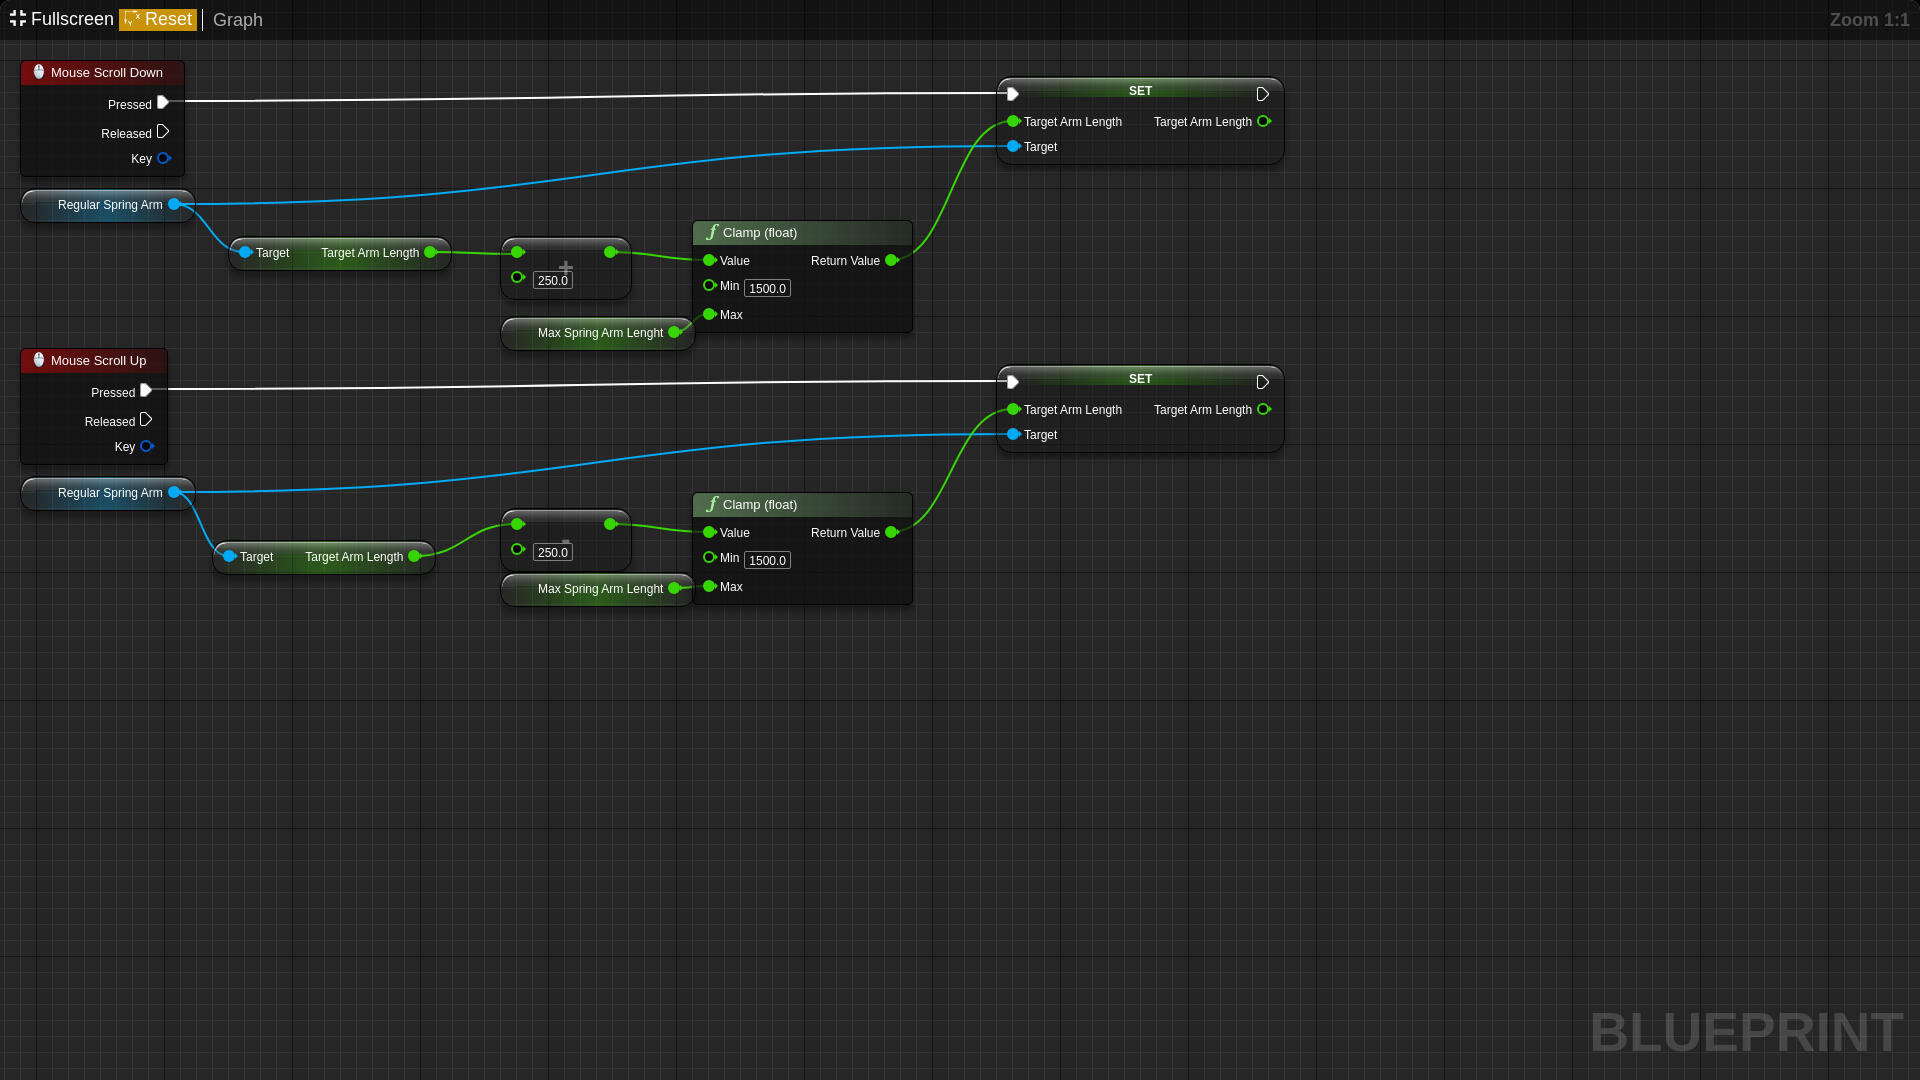 Fullscreen Reset Graph Zoom 1:1
Mouse Scroll Down
Pressed
Released
Key
SET
Target Arm Length Target Arm Length
Target
Regular Spring Arm
Target Target Arm Length
+
250.0
Clamp (float)
Value Return Value
Min 1500.0
Max
Max Spring Arm Lenght
Mouse Scroll Up
Pressed
Released
Key
SET
Target Arm Length Target Arm Length
Target
Regular Spring Arm
Target Target Arm Length
-
250.0
Clamp (float)
Value Return Value
Min 1500.0
Max
Max Spring Arm Lenght
BLUEPRINT